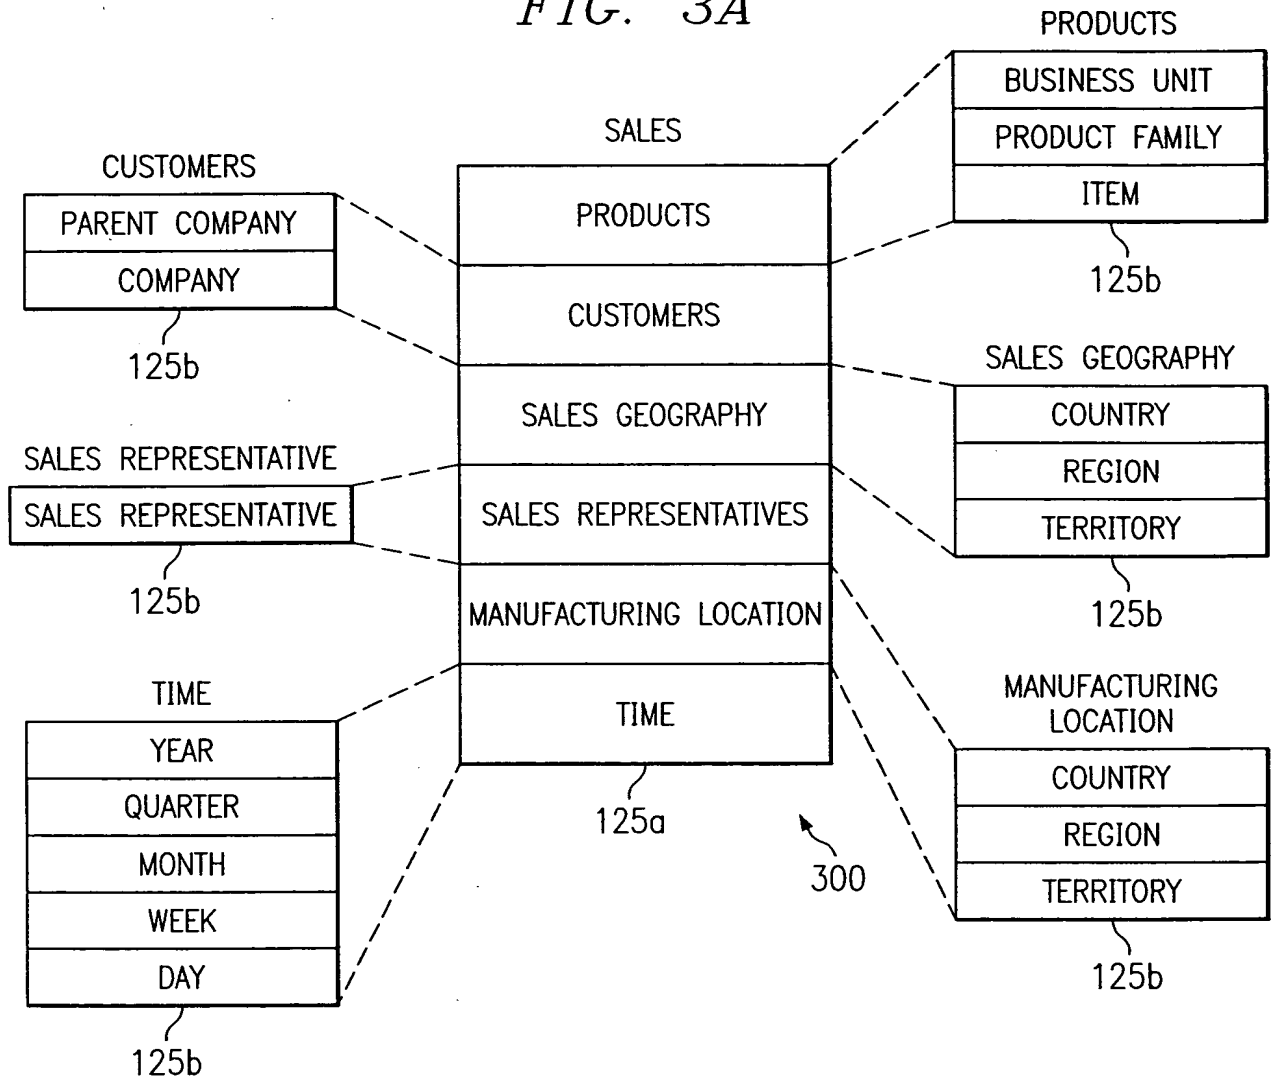 FIG. 3A
CUSTOMERS
PARENT COMPANY
COMPANY
125b
SALES REPRESENTATIVE
SALES REPRESENTATIVE
125b
TIME
YEAR
QUARTER
MONTH
WEEK
DAY
125b
SALES
PRODUCTS
CUSTOMERS
SALES GEOGRAPHY
SALES REPRESENTATIVES
MANUFACTURING LOCATION
TIME
125a
300
PRODUCTS
BUSINESS UNIT
PRODUCT FAMILY
ITEM
125b
SALES GEOGRAPHY
COUNTRY
REGION
TERRITORY
125b
MANUFACTURING
LOCATION
COUNTRY
REGION
TERRITORY
125b